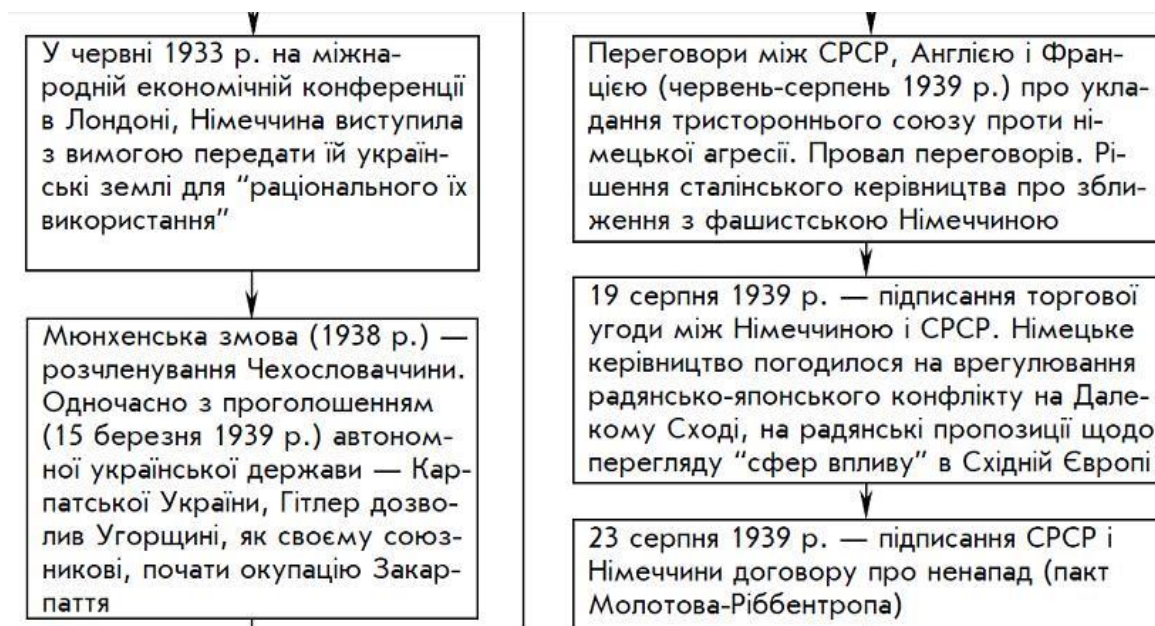 У червні 1933 р. на міжна-
родній економічній конференції
в Лондоні, Німеччина виступила
з вимогою передати їй україн-
ські землі для “раціонального їх
використання”
Мюнхенська змова (1938 р.) —
розчленування Чехословаччини.
Одночасно з проголошенням
(15 березня 1939 р.) автоном-
ної української держави — Кар-
патської України, Гітлер дозво-
лив Угорщині, як своєму союз-
никові, почати окупацію Закар-
паття
Переговори між СРСР, Англією і Фран-
цією (червень-серпень 1939 р.) про укла-
дання тристороннього союзу проти ні-
мецької агресії. Провал переговорів. Рі-
шення сталінського керівництва про збли-
ження з фашистською Німеччиною
19 серпня 1939 р. — підписання торгової
угоди між Німеччиною і СРСР. Німецьке
керівництво погодилося на врегулювання
радянсько-японського конфлікту на Дале-
кому Сході, на радянські пропозиції щодо
перегляду “сфер впливу” в Східній Європі
23 серпня 1939 р. — підписання СРСР і
Німеччини договору про ненапад (пакт
Молотова-Ріббентропа)